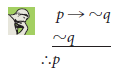 p → ~q
~q
∴p